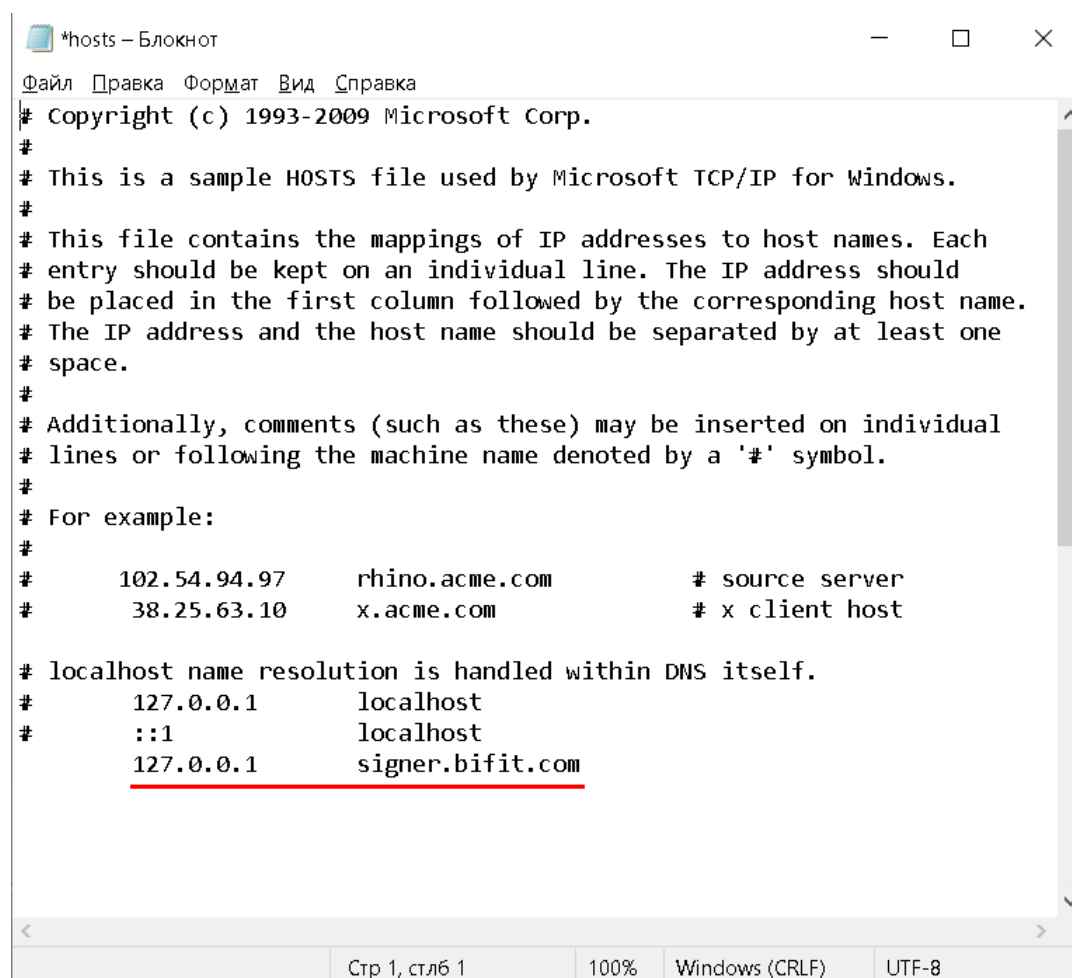 *hosts – Блокнот
Файл Правка Формат Вид Справка
# Copyright (c) 1993-2009 Microsoft Corp.
#
# This is a sample HOSTS file used by Microsoft TCP/IP for Windows.
#
# This file contains the mappings of IP addresses to host names. Each
# entry should be kept on an individual line. The IP address should
# be placed in the first column followed by the corresponding host name.
# The IP address and the host name should be separated by at least one
# space.
#
# Additionally, comments (such as these) may be inserted on individual
# lines or following the machine name denoted by a '#' symbol.
#
# For example:
#
#      102.54.94.97     rhino.acme.com          # source server
#       38.25.63.10     x.acme.com              # x client host
# localhost name resolution is handled within DNS itself.
#       127.0.0.1       localhost
#       ::1             localhost
        127.0.0.1       signer.bifit.com
Стр 1, стлб 1 100% Windows (CRLF) UTF-8